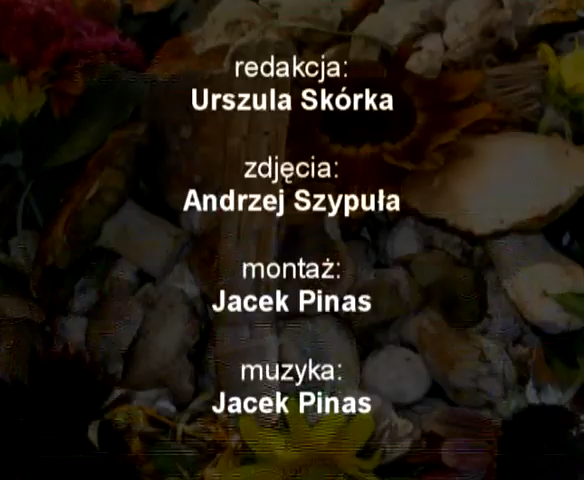 redakcja:
Urszula Skórka
zdjęcia:
Andrzej Szypuła
montaż:
Jacek Pinas
muzyka:
Jacek Pinas